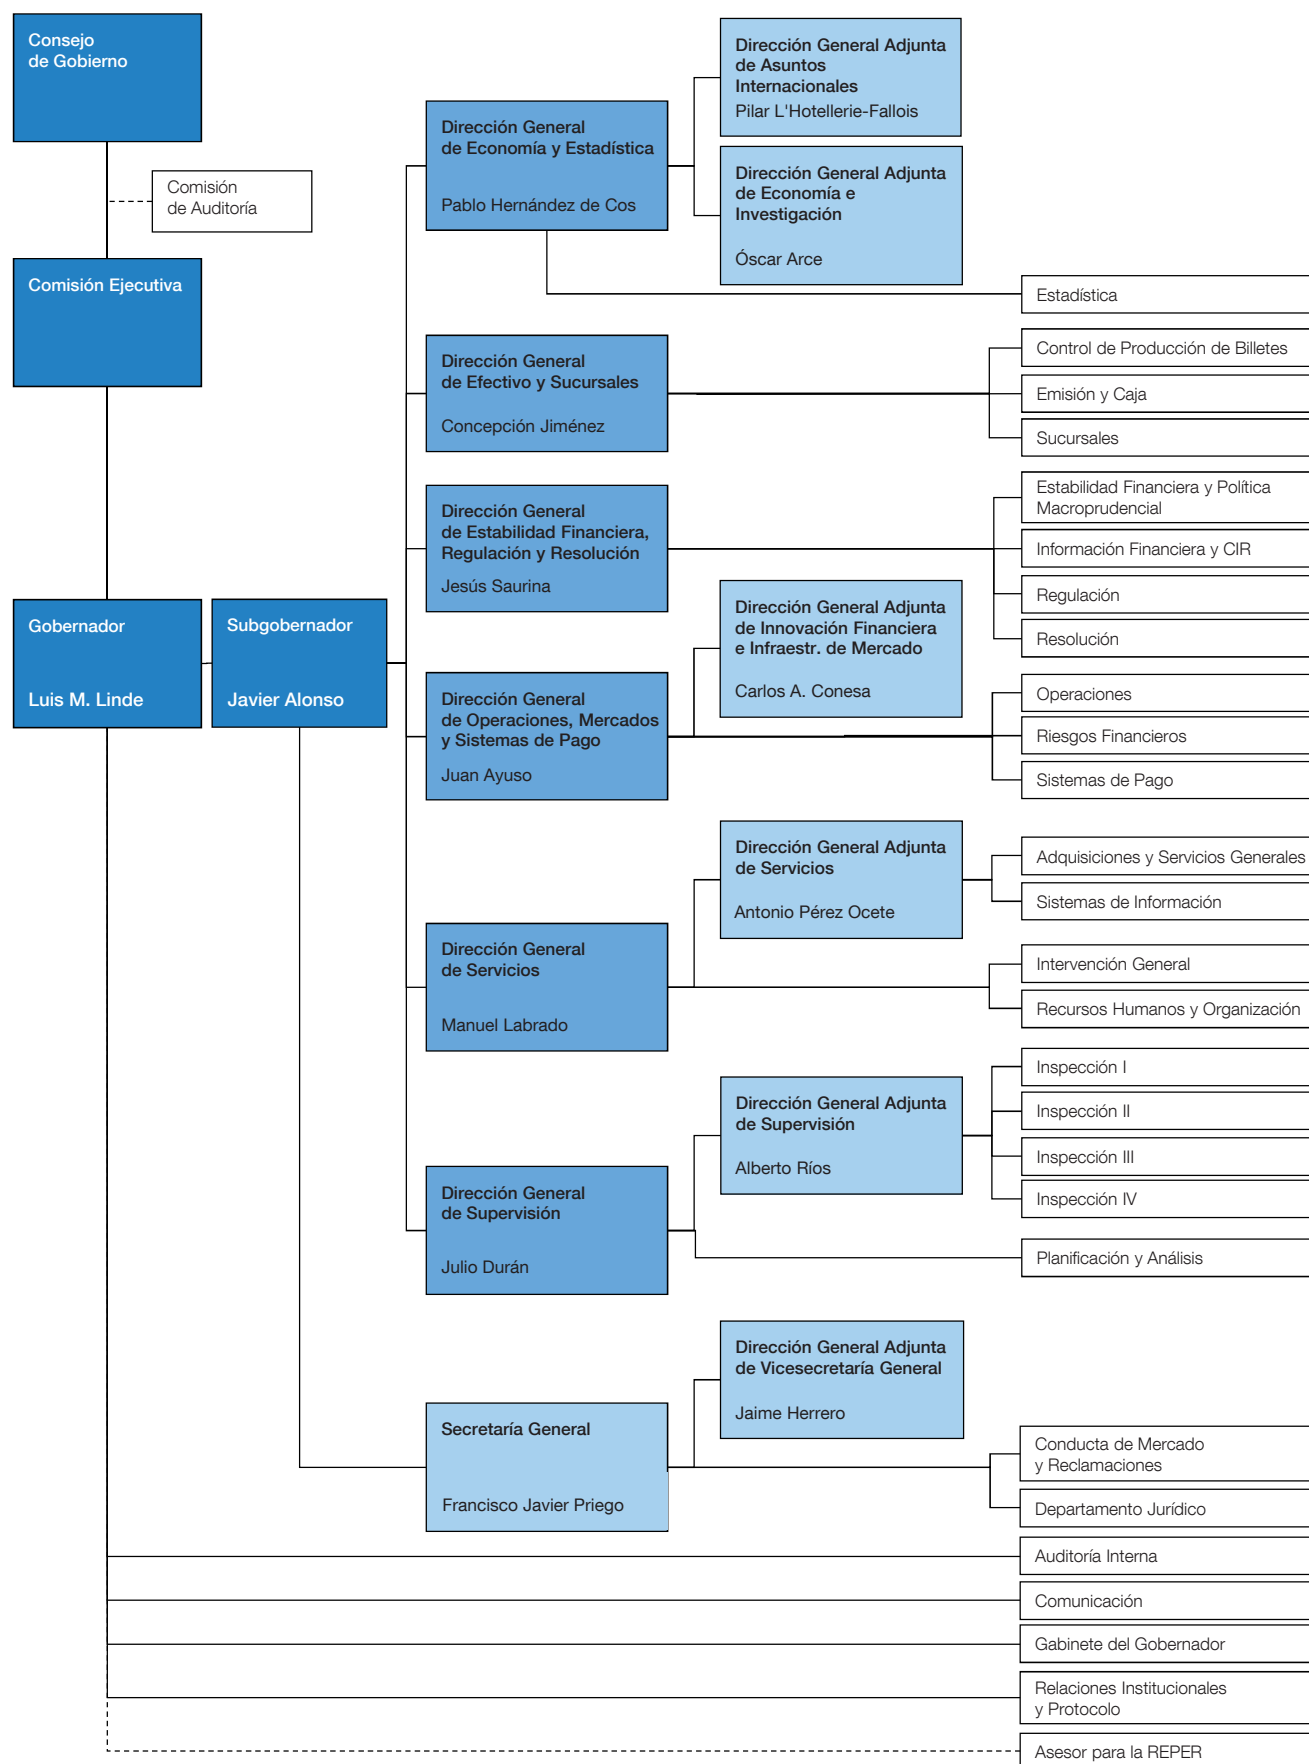 Consejo
de Gobierno
Comisión
de Auditoría
Comisión Ejecutiva
Gobernador
Luis M. Linde
Subgobernador
Javier Alonso
Dirección General
de Economía y Estadística
Pablo Hernández de Cos
Dirección General Adjunta
de Asuntos
Internacionales
Pilar L'Hotellerie-Fallois
Dirección General Adjunta
de Economía e
Investigación
Óscar Arce
Estadística
Dirección General
de Efectivo y Sucursales
Concepción Jiménez
Control de Producción de Billetes
Emisión y Caja
Sucursales
Dirección General
de Estabilidad Financiera,
Regulación y Resolución
Jesús Saurina
Estabilidad Financiera y Política
Macroprudencial
Información Financiera y CIR
Regulación
Resolución
Dirección General
de Operaciones, Mercados
y Sistemas de Pago
Juan Ayuso
Dirección General Adjunta
de Innovación Financiera
e Infraestr. de Mercado
Carlos A. Conesa
Operaciones
Riesgos Financieros
Sistemas de Pago
Dirección General
de Servicios
Manuel Labrado
Dirección General Adjunta
de Servicios
Antonio Pérez Ocete
Adquisiciones y Servicios Generales
Sistemas de Información
Intervención General
Recursos Humanos y Organización
Dirección General
de Supervisión
Julio Durán
Dirección General Adjunta
de Supervisión
Alberto Ríos
Inspección I
Inspección II
Inspección III
Inspección IV
Planificación y Análisis
Secretaría General
Francisco Javier Priego
Dirección General Adjunta
de Vicesecretaría General
Jaime Herrero
Conducta de Mercado
y Reclamaciones
Departamento Jurídico
Auditoría Interna
Comunicación
Gabinete del Gobernador
Relaciones Institucionales
y Protocolo
Asesor para la REPER